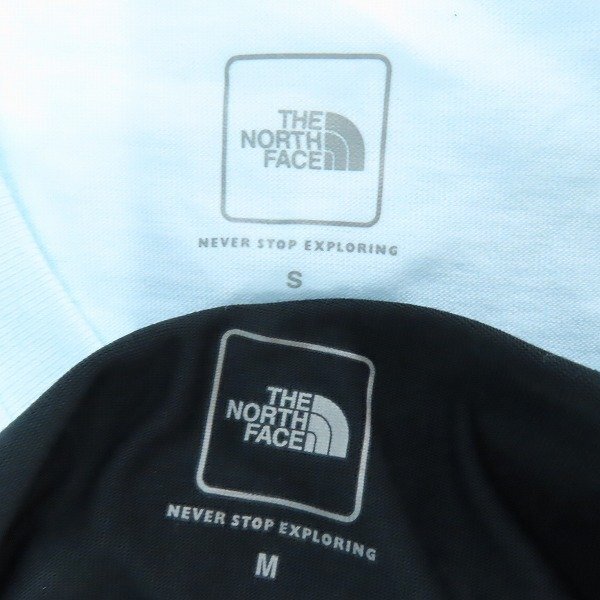 THE
NORTH
FACE
NEVER STOP EXPLORING
S
THE
NORTH
FACE
NEVER STOP EXPLORING
M